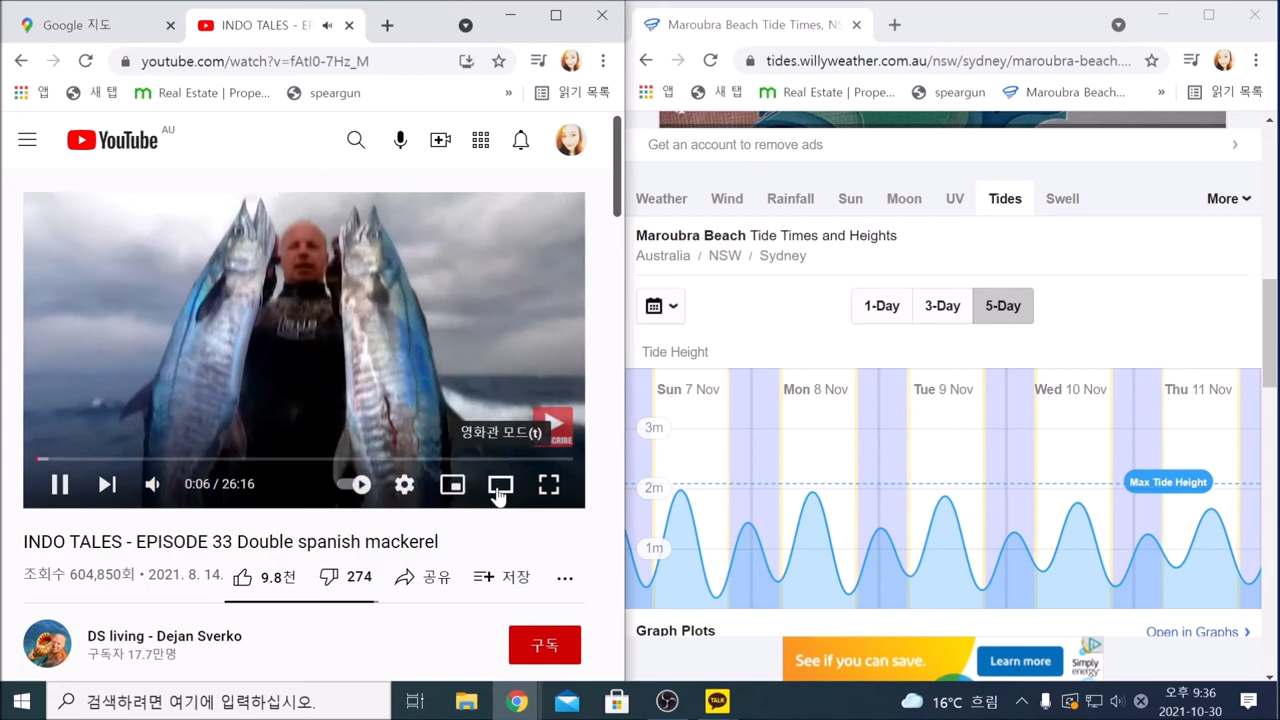 Google 지도
INDO TALES - EP
youtube.com/watch?v=fAtI0-7Hz_M
앱
새 탭
Real Estate | Prope...
speargun
»
읽기 목록
YouTube AU
SCRIBE
영화관 모드(t)
0:06 / 26:16
INDO TALES - EPISODE 33 Double spanish mackerel
조회수 604,850회 • 2021. 8. 14.
9.8천
274
공유
저장
...
DS living - Dejan Sverko
구독자 17.7만명
구독
Maroubra Beach Tide Times, NS
tides.willyweather.com.au/nsw/sydney/maroubra-beach....
앱
새 탭
Real Estate | Prope...
speargun
Maroubra Beach...
»
읽기 목록
Get an account to remove ads
Weather Wind Rainfall Sun Moon UV Tides Swell More
Maroubra Beach Tide Times and Heights
Australia / NSW / Sydney
1-Day 3-Day 5-Day
Tide Height
Sun 7 Nov Mon 8 Nov Tue 9 Nov Wed 10 Nov Thu 11 Nov
3m
2m
Max Tide Height
1m
Graph Plots
Open in Graphs
See if you can save.
Learn more
Simply energy
검색하려면 여기에 입력하십시오.
TALK
16°C 흐림
오후 9:36
2021-10-30